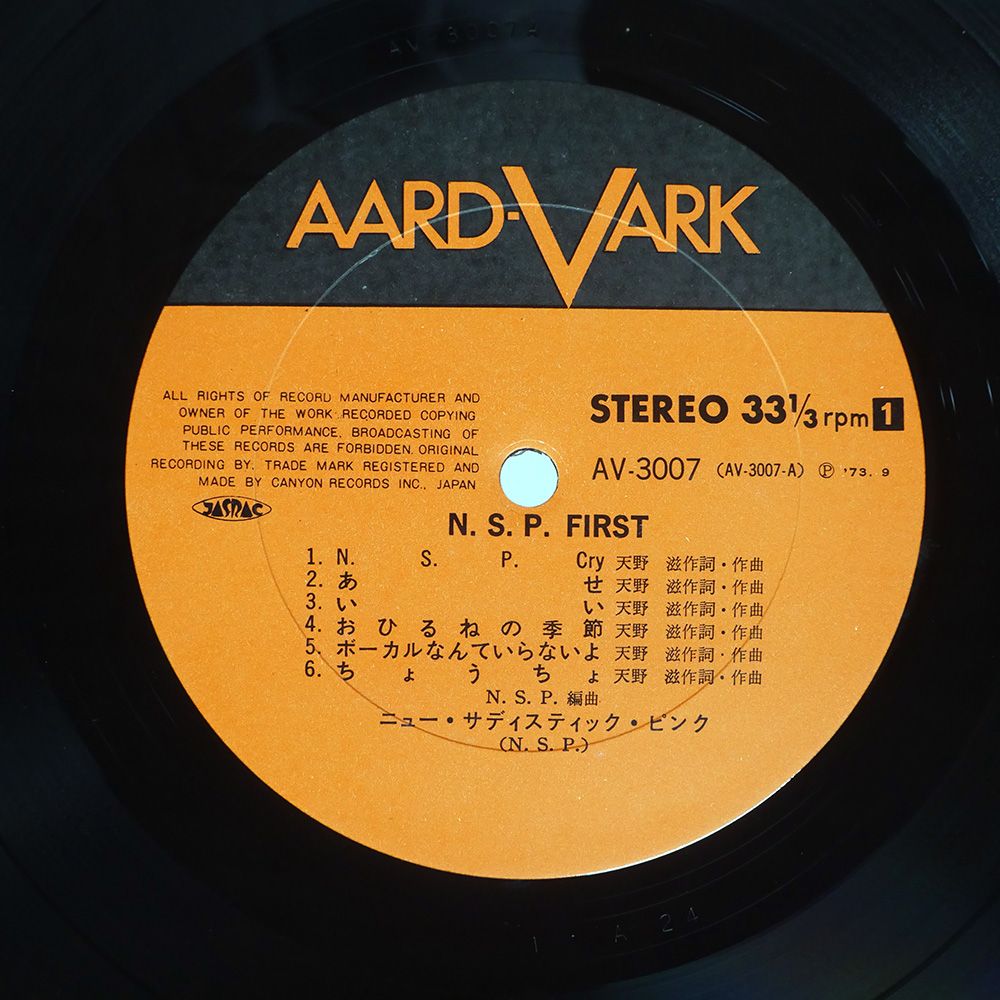 AV-3007A
AARD-VARK
ALL RIGHTS OF RECORD MANUFACTURER AND
OWNER OF THE WORK RECORDED COPYING
PUBLIC PERFORMANCE, BROADCASTING OF
THESE RECORDS ARE FORBIDDEN. ORIGINAL
RECORDING BY. TRADE MARK REGISTERED AND
MADE BY CANYON RECORDS INC., JAPAN
JASRAC
STEREO 33 1/3 rpm 1
AV-3007 (AV-3007-A) Ⓟ '73. 9
N. S. P. FIRST
1. N. S. P. Cry 天野 滋作詞・作曲
2. あせ 天野 滋作詞・作曲
3. いい 天野 滋作詞・作曲
4. おひるねの季節 天野 滋作詞・作曲
5. ボーカルなんていらないよ 天野 滋作詞・作曲
6. ちょうちょ 天野 滋作詞・作曲
N. S. P. 編曲
ニュー・サディスティック・ピンク
(N. S. P.)
1 · A 24